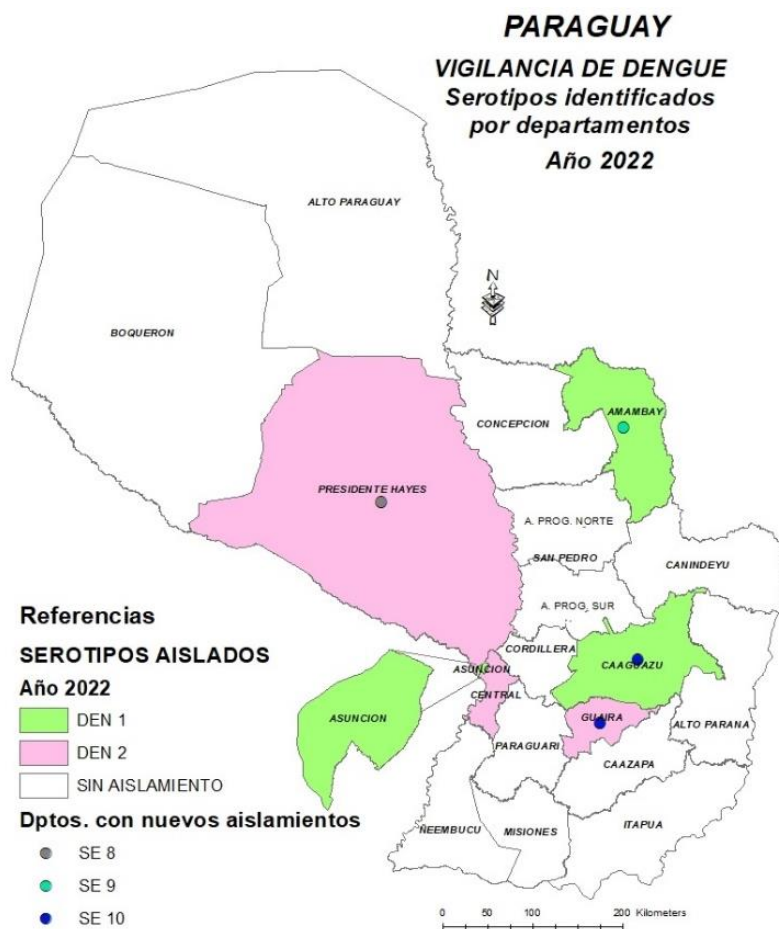 PARAGUAY
VIGILANCIA DE DENGUE
Serotipos identificados
por departamentos
Año 2022
ALTO PARAGUAY
N
BOQUERON
CONCEPCION
AMAMBAY
PRESIDENTE HAYES
A. PROG. NORTE
SAN PEDRO
CANINDEYU
A. PROG. SUR
CORDILLERA
CAAGUAZU
ASUNCION
CENTRAL
ASUNCION
GUAIRA
ALTO PARANA
PARAGUARI
CAAZAPA
ÑEEMBUCU
MISIONES
ITAPUA
Referencias
SEROTIPOS AISLADOS
Año 2022
DEN 1
DEN 2
SIN AISLAMIENTO
Dptos. con nuevos aislamientos
SE 8
SE 9
SE 10
0 50 100 200 Kilometers